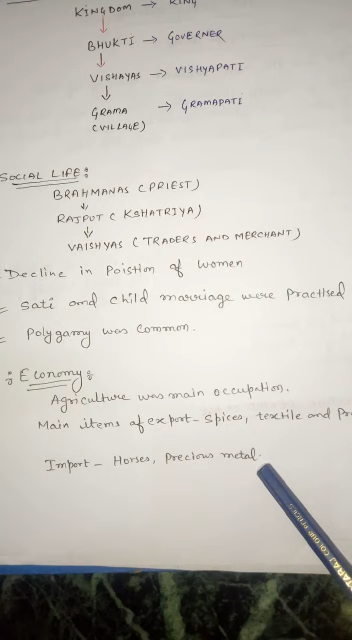 KINGDOM → KING
BHUKTI → GOVERNER
VISHAYAS → VISHYAPATI
GRAMA → GRAMAPATI
(VILLAGE)
SOCIAL LIFE:
BRAHMANAS (PRIEST)
RAJPUT (KSHATRIYA)
VAISHYAS (TRADERS AND MERCHANT)
Decline in Poistion of women
= Sati and child marriage were Practised
= Polygamy was common.
Economy:
Agriculture was main occupation.
Main items of export - Spices, textile and
Import - Horses, Precious metal.
COLOUR PENCILS